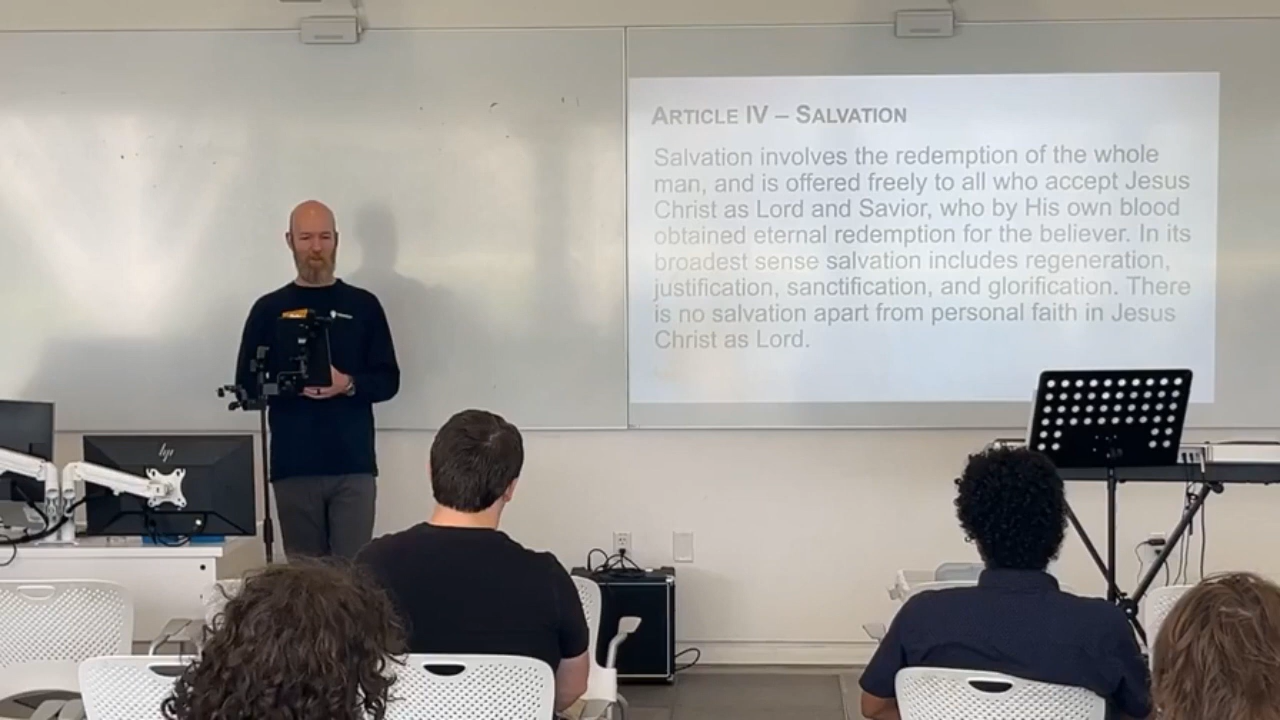 ARTICLE IV – SALVATION
Salvation involves the redemption of the whole
man, and is offered freely to all who accept Jesus
Christ as Lord and Savior, who by His own blood
obtained eternal redemption for the believer. In its
broadest sense salvation includes regeneration,
justification, sanctification, and glorification. There
is no salvation apart from personal faith in Jesus
Christ as Lord.
hp